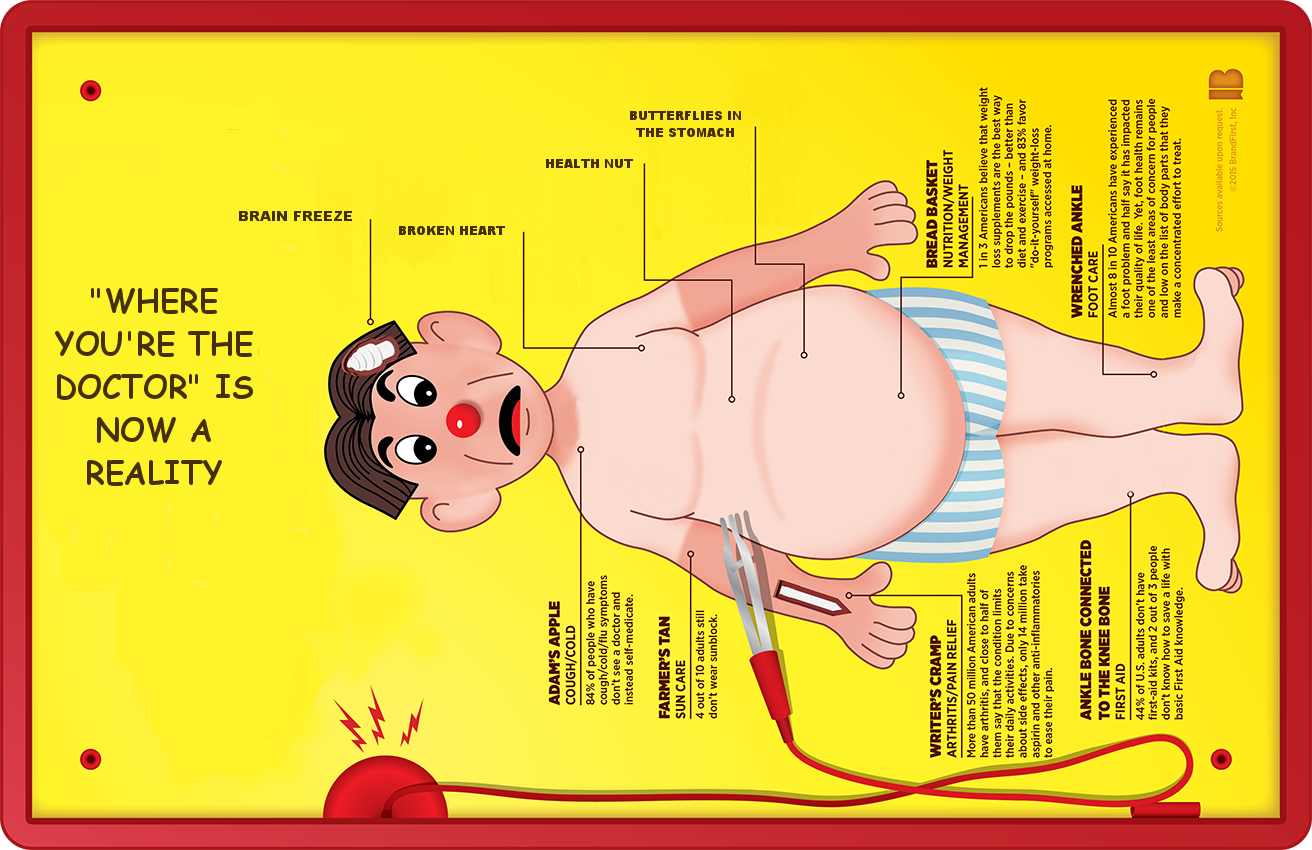 "WHERE
YOU'RE THE
DOCTOR" IS
NOW A
REALITY
BRAIN FREEZE
BROKEN HEART
HEALTH NUT
BUTTERFLIES IN
THE STOMACH
BREAD BASKET
NUTRITION/WEIGHT
MANAGEMENT
1 in 3 Americans believe that weight
loss supplements are the best way
to drop the pounds – better than
diet and exercise – and 83% favor
"do-it-yourself" weight-loss
programs accessed at home.
WRENCHED ANKLE
FOOT CARE
Almost 8 in 10 Americans have experienced
a foot problem and half say it has impacted
their quality of life. Yet, foot health remains
one of the least areas of concern for people
and low on the list of body parts that they
make a concentrated effort to treat.
Sources available upon request.
©2015 BrandFirst, Inc
B
ADAM'S APPLE
COUGH/COLD
84% of people who have
cough/cold/flu symptoms
don't see a doctor and
instead self-medicate.
FARMER'S TAN
SUN CARE
4 out of 10 adults still
don't wear sunblock.
WRITER'S CRAMP
ARTHRITIS/PAIN RELIEF
More than 50 million American adults
have arthritis, and close to half of
them say that the condition limits
their daily activities. Due to concerns
about side effects, only 14 million take
aspirin and other anti-inflammatories
to ease their pain.
ANKLE BONE CONNECTED
TO THE KNEE BONE
FIRST AID
44% of U.S. adults don't have
first-aid kits, and 2 out of 3 people
don't know how to save a life with
basic First Aid knowledge.